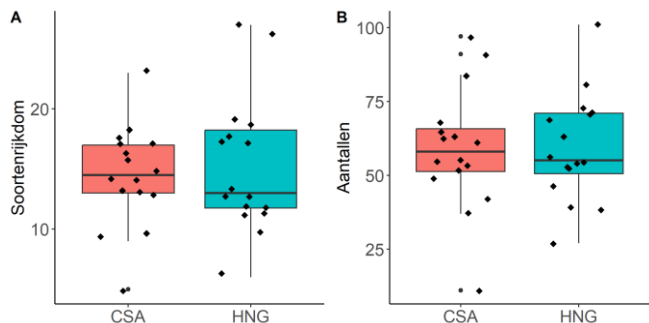 A
Soortenrijkdom
20
10
CSA
HNG
B
Aantallen
100
75
50
25
CSA
HNG